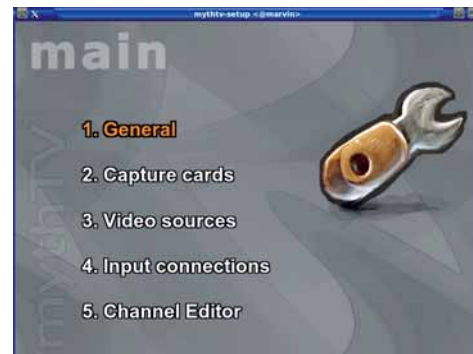 mythtv-setup <@marvin>
main
mythTV
1. General
2. Capture cards
3. Video sources
4. Input connections
5. Channel Editor